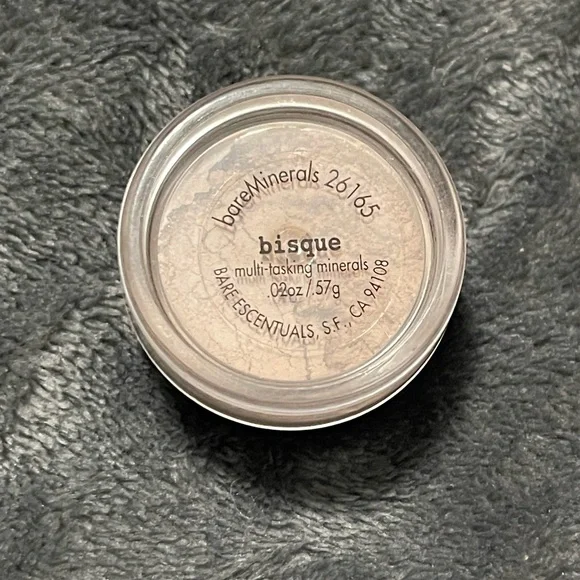 bareMinerals 26165
bisque
multi-tasking minerals
.02oz/.57g
BARE ESCENTUALS, S.F., CA 94108